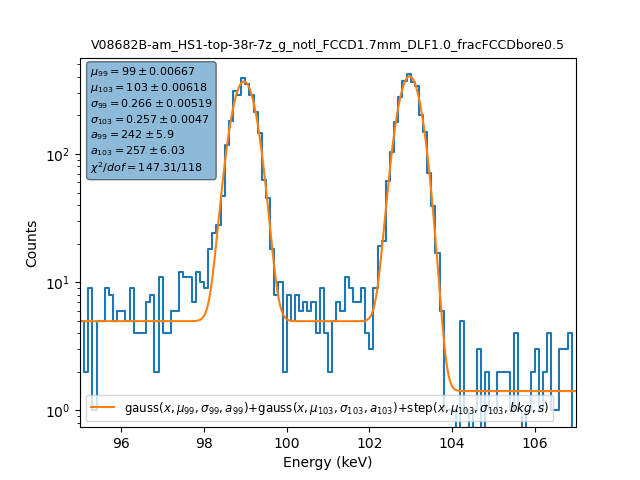 V08682B-am_HS1-top-38r-7z_g_notl_FCCD1.7mm_DLF1.0_fracFCCDbore0.5
μ99 = 99 ± 0.00667
μ103 = 103 ± 0.00618
σ99 = 0.266 ± 0.00519
σ103 = 0.257 ± 0.0047
a99 = 242 ± 5.9
a103 = 257 ± 6.03
χ²/dof = 147.31/118
Counts
10²
10¹
10⁰
gauss(x, μ99, σ99, a99)+gauss(x, μ103, σ103, a103)+step(x, μ103, σ103, bkg, s)
96 98 100 102 104 106
Energy (keV)